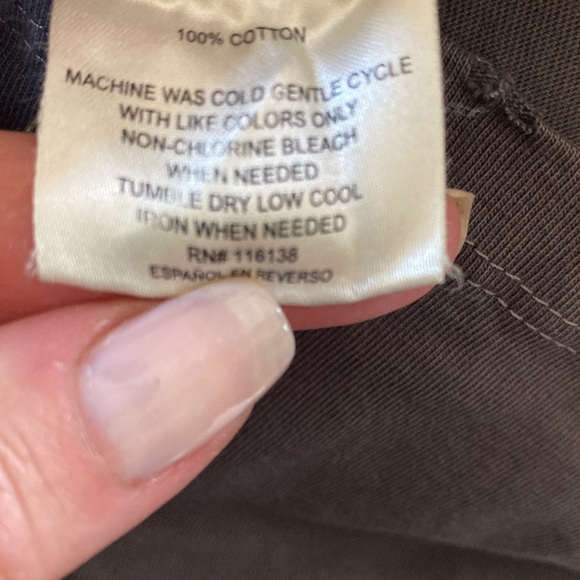 100% COTTON
MACHINE WAS COLD GENTLE CYCLE
WITH LIKE COLORS ONLY
NON-CHLORINE BLEACH
WHEN NEEDED
TUMBLE DRY LOW COOL
IRON WHEN NEEDED
RN# 116138
ESPAÑOL EN REVERSO